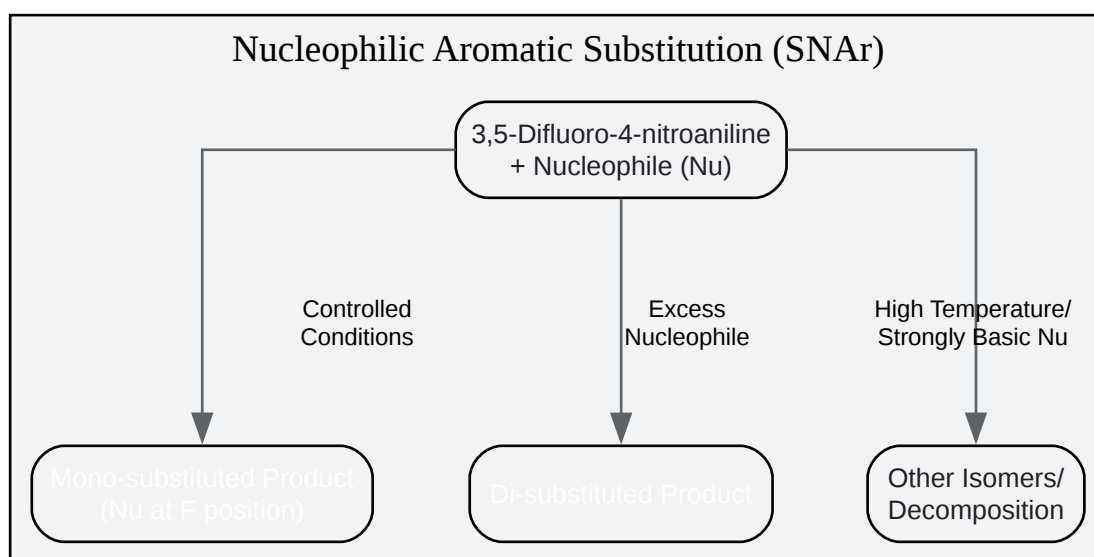 Nucleophilic Aromatic Substitution (SNAr)
3,5-Difluoro-4-nitroaniline
+ Nucleophile (Nu)
Controlled
Conditions
Excess
Nucleophile
High Temperature/
Strongly Basic Nu
Mono-substituted Product
(Nu at F position)
Di-substituted Product
Other Isomers/
Decomposition